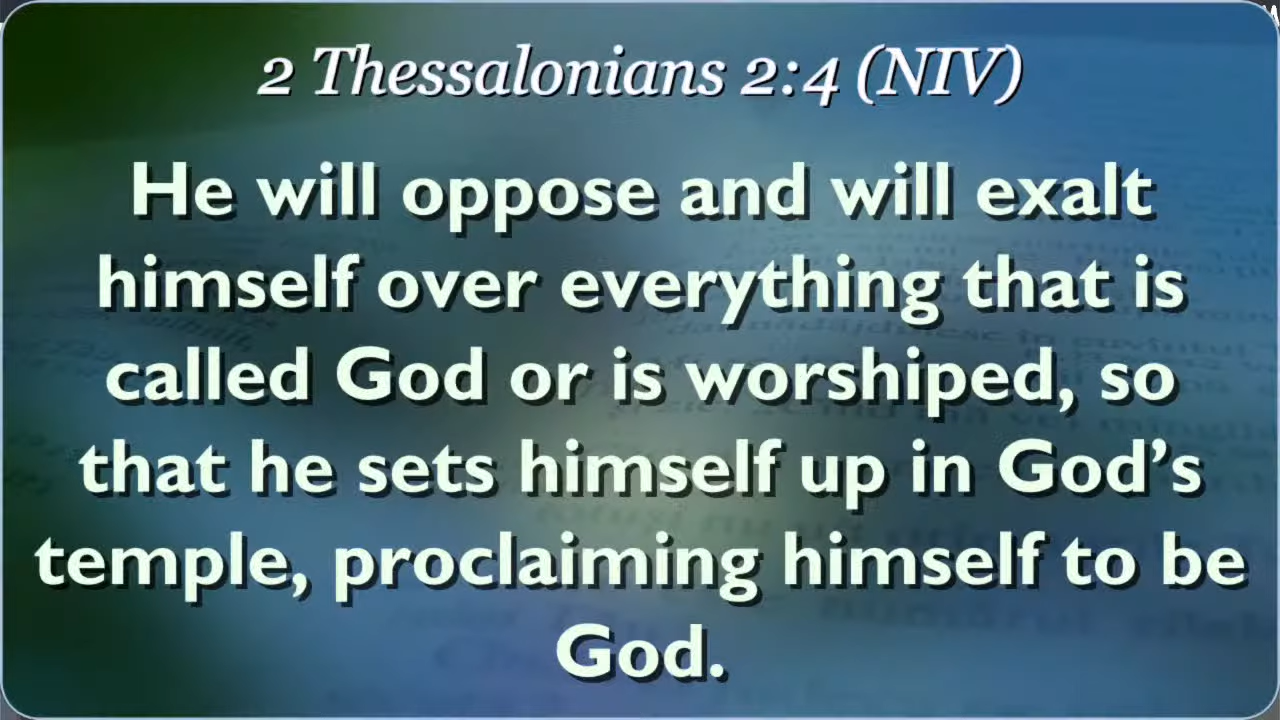 2 Thessalonians 2:4 (NIV)
He will oppose and will exalt
himself over everything that is
called God or is worshiped, so
that he sets himself up in God’s
temple, proclaiming himself to be
God.